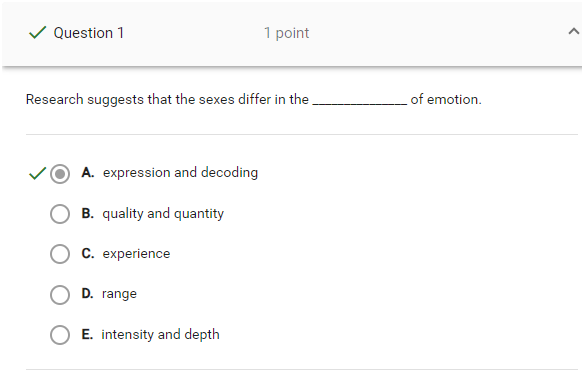 Question 1 1 point
Research suggests that the sexes differ in the _______________ of emotion.
A. expression and decoding
B. quality and quantity
C. experience
D. range
E. intensity and depth